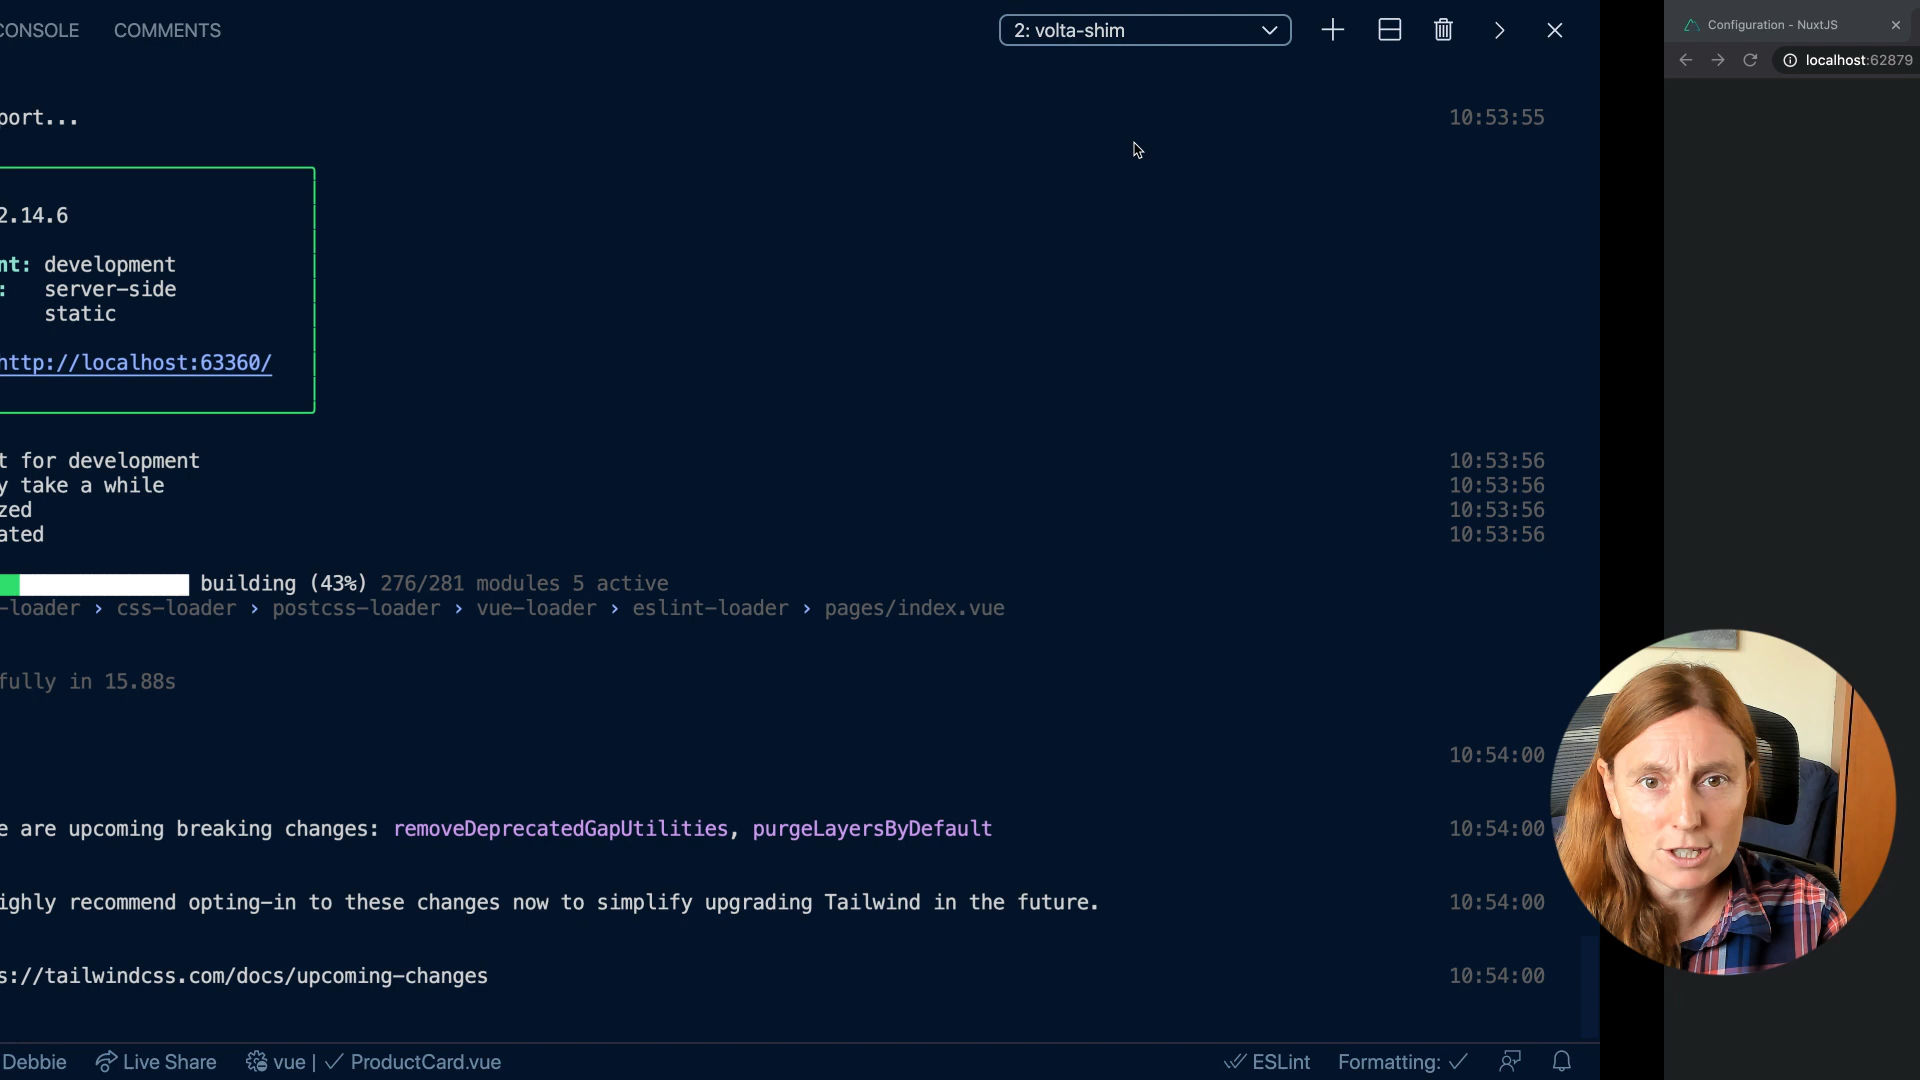 CONSOLE COMMENTS 2: volta-shim
Configuration - NuxtJS
localhost:62879
port... 10:53:55
2.14.6
nt: development
: server-side
static
http://localhost:63360/
t for development 10:53:56
y take a while 10:53:56
zed 10:53:56
ated 10:53:56
building (43%) 276/281 modules 5 active
-loader › css-loader › postcss-loader › vue-loader › eslint-loader › pages/index.vue
fully in 15.88s
10:54:00
e are upcoming breaking changes: removeDeprecatedGapUtilities, purgeLayersByDefault 10:54:00
ighly recommend opting-in to these changes now to simplify upgrading Tailwind in the future. 10:54:00
s://tailwindcss.com/docs/upcoming-changes 10:54:00
Debbie Live Share vue | ✓ ProductCard.vue ESLint Formatting: ✓